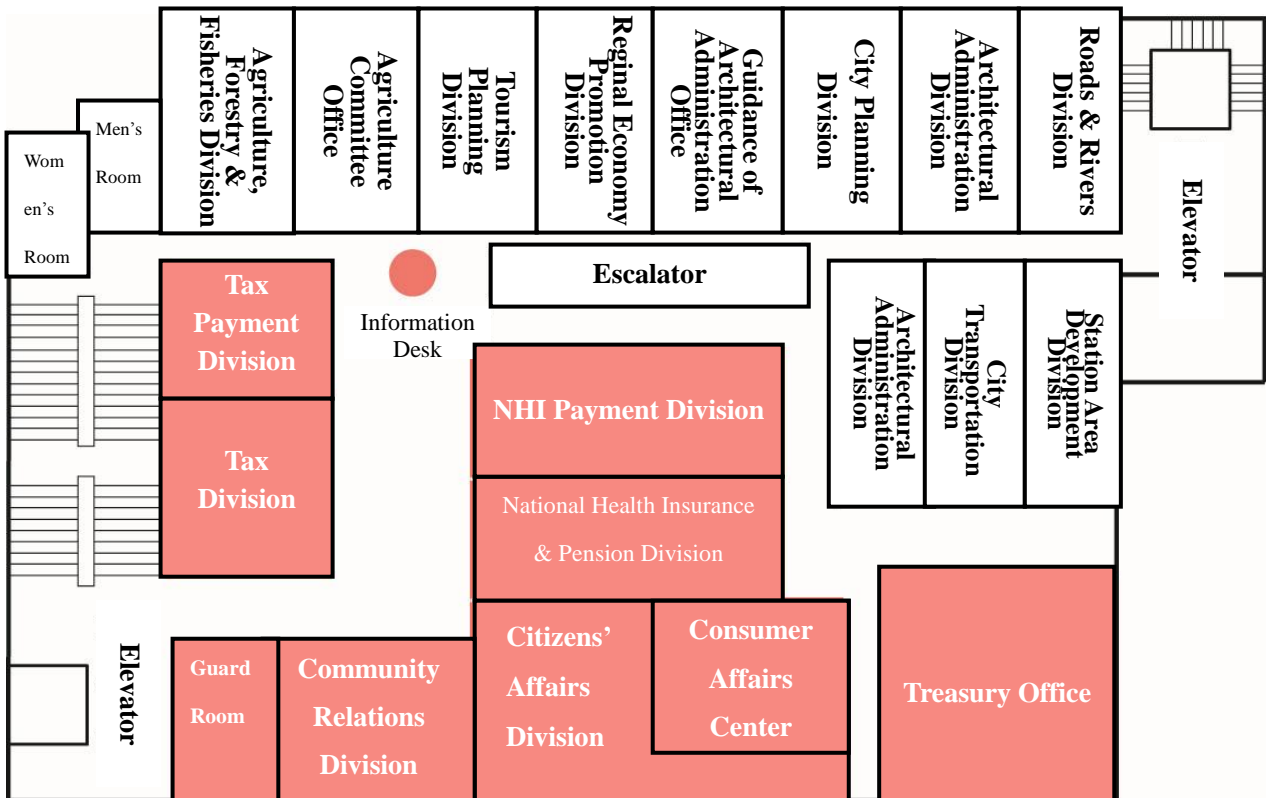 Agriculture,
Forestry &
Fisheries Division
Agriculture
Committee
Office
Tourism
Planning
Division
Reginal Economy
Promotion
Division
Guidance of
Architectural
Administration
Office
City Planning
Division
Architectural
Administration
Division
Roads & Rivers
Division
Men's
Room
Wom
en's
Room
Elevator
Tax
Payment
Division
Information
Desk
Escalator
Architectural
Administration
Division
City
Transportation
Division
Station Area
Development
Division
NHI Payment Division
Tax
Division
National Health Insurance
& Pension Division
Elevator
Guard
Room
Community
Relations
Division
Citizens’
Affairs
Division
Consumer
Affairs
Center
Treasury Office